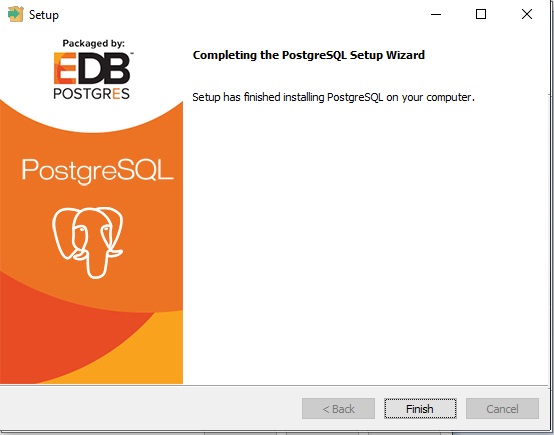 Setup
Packaged by:
EDB™
POSTGRES
PostgreSQL
Completing the PostgreSQL Setup Wizard
Setup has finished installing PostgreSQL on your computer.
< Back
Finish
Cancel